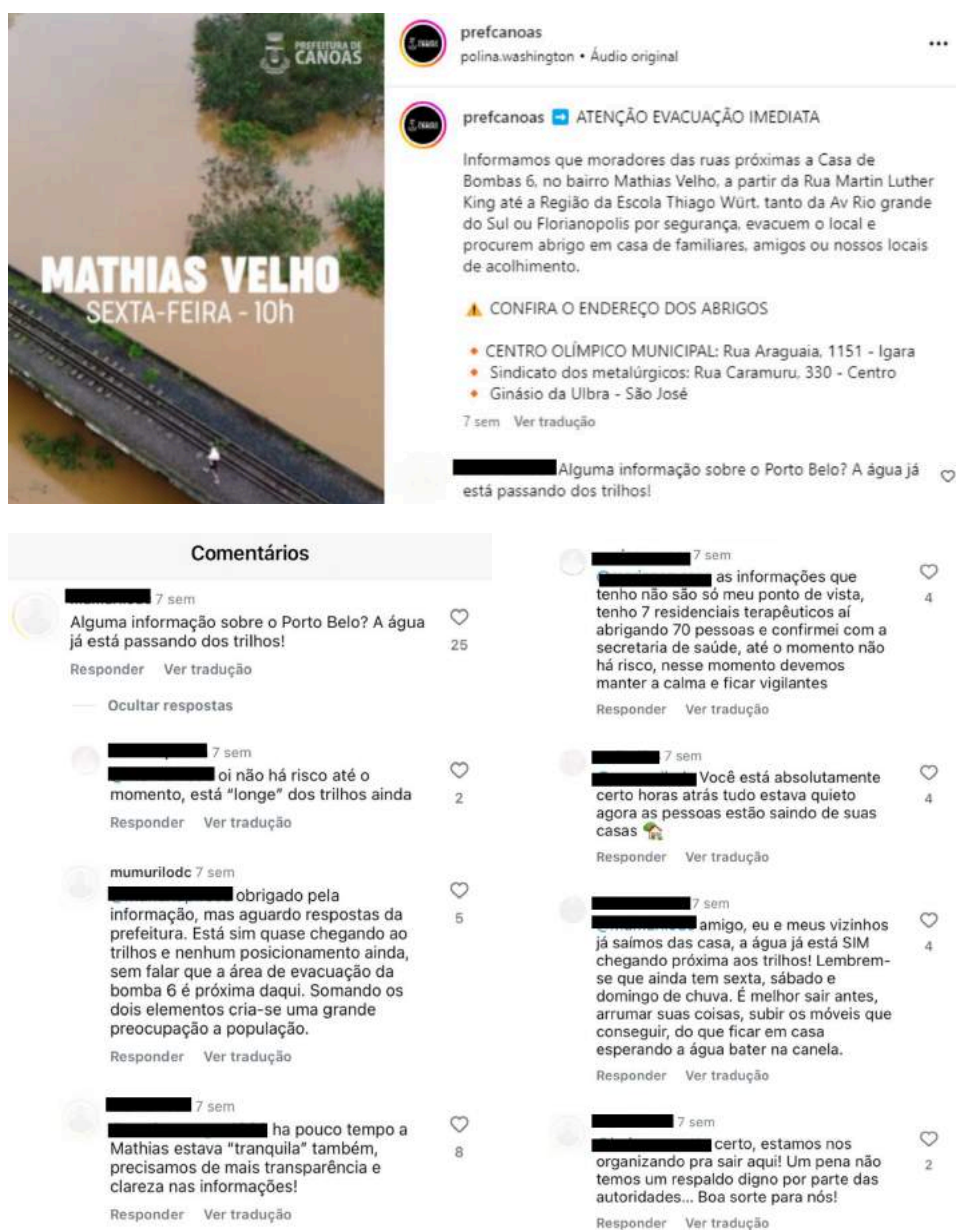 PREFEITURA DE
CANOAS
MATHIAS VELHO
SEXTA-FEIRA - 10h
prefcanoas
polina.washington • Áudio original
prefcanoas ➡️ ATENÇÃO EVACUAÇÃO IMEDIATA
Informamos que moradores das ruas próximas a Casa de
Bombas 6, no bairro Mathias Velho, a partir da Rua Martin Luther
King até a Região da Escola Thiago Würt. tanto da Av Rio grande
do Sul ou Florianopolis por segurança, evacuem o local e
procurem abrigo em casa de familiares, amigos ou nossos locais
de acolhimento.
⚠️ CONFIRA O ENDEREÇO DOS ABRIGOS
🔸 CENTRO OLÍMPICO MUNICIPAL: Rua Araguaia, 1151 - Igara
🔸 Sindicato dos metalúrgicos: Rua Caramuru, 330 - Centro
🔸 Ginásio da Ulbra - São José
7 sem Ver tradução
Alguma informação sobre o Porto Belo? A água já
está passando dos trilhos!
Comentários
7 sem
Alguma informação sobre o Porto Belo? A água
já está passando dos trilhos!
25
Responder Ver tradução
Ocultar respostas
7 sem
oi não há risco até o
momento, está “longe” dos trilhos ainda
2
Responder Ver tradução
mumurilodc 7 sem
obrigado pela
informação, mas aguardo respostas da
prefeitura. Está sim quase chegando ao
trilhos e nenhum posicionamento ainda,
sem falar que a área de evacuação da
bomba 6 é próxima daqui. Somando os
dois elementos cria-se uma grande
preocupação a população.
5
Responder Ver tradução
7 sem
ha pouco tempo a
Mathias estava “tranquila” também,
precisamos de mais transparência e
clareza nas informações!
8
Responder Ver tradução
7 sem
as informações que
tenho não são só meu ponto de vista,
tenho 7 residenciais terapêuticos aí
abrigando 70 pessoas e confirmei com a
secretaria de saúde, até o momento não
há risco, nesse momento devemos
manter a calma e ficar vigilantes
4
Responder Ver tradução
7 sem
Você está absolutamente
certo horas atrás tudo estava quieto
agora as pessoas estão saindo de suas
casas 🏡
4
Responder Ver tradução
7 sem
amigo, eu e meus vizinhos
já saímos das casa, a água já está SIM
chegando próxima aos trilhos! Lembrem-
se que ainda tem sexta, sábado e
domingo de chuva. É melhor sair antes,
arrumar suas coisas, subir os móveis que
conseguir, do que ficar em casa
esperando a água bater na canela.
4
Responder Ver tradução
7 sem
certo, estamos nos
organizando pra sair aqui! Um pena não
temos um respaldo digno por parte das
autoridades... Boa sorte para nós!
2
Responder Ver tradução